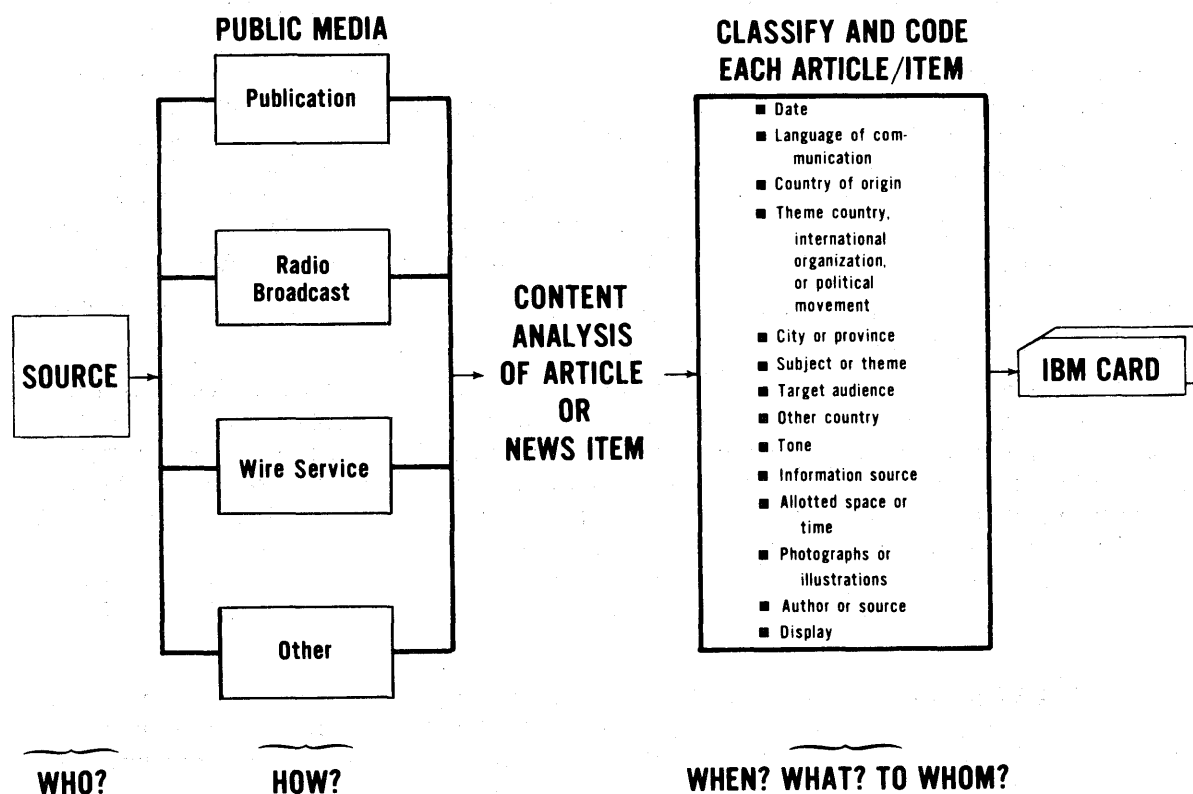 PUBLIC MEDIA
Publication
Radio
Broadcast
Wire Service
Other
SOURCE
CONTENT
ANALYSIS
OF ARTICLE
OR
NEWS ITEM
CLASSIFY AND CODE
EACH ARTICLE/ITEM
■ Date
■ Language of com-
munication
■ Country of origin
■ Theme country,
international
organization,
or political
movement
■ City or province
■ Subject or theme
■ Target audience
■ Other country
■ Tone
■ Information source
■ Allotted space or
time
■ Photographs or
illustrations
■ Author or source
■ Display
IBM CARD
WHO?
HOW?
WHEN? WHAT? TO WHOM?